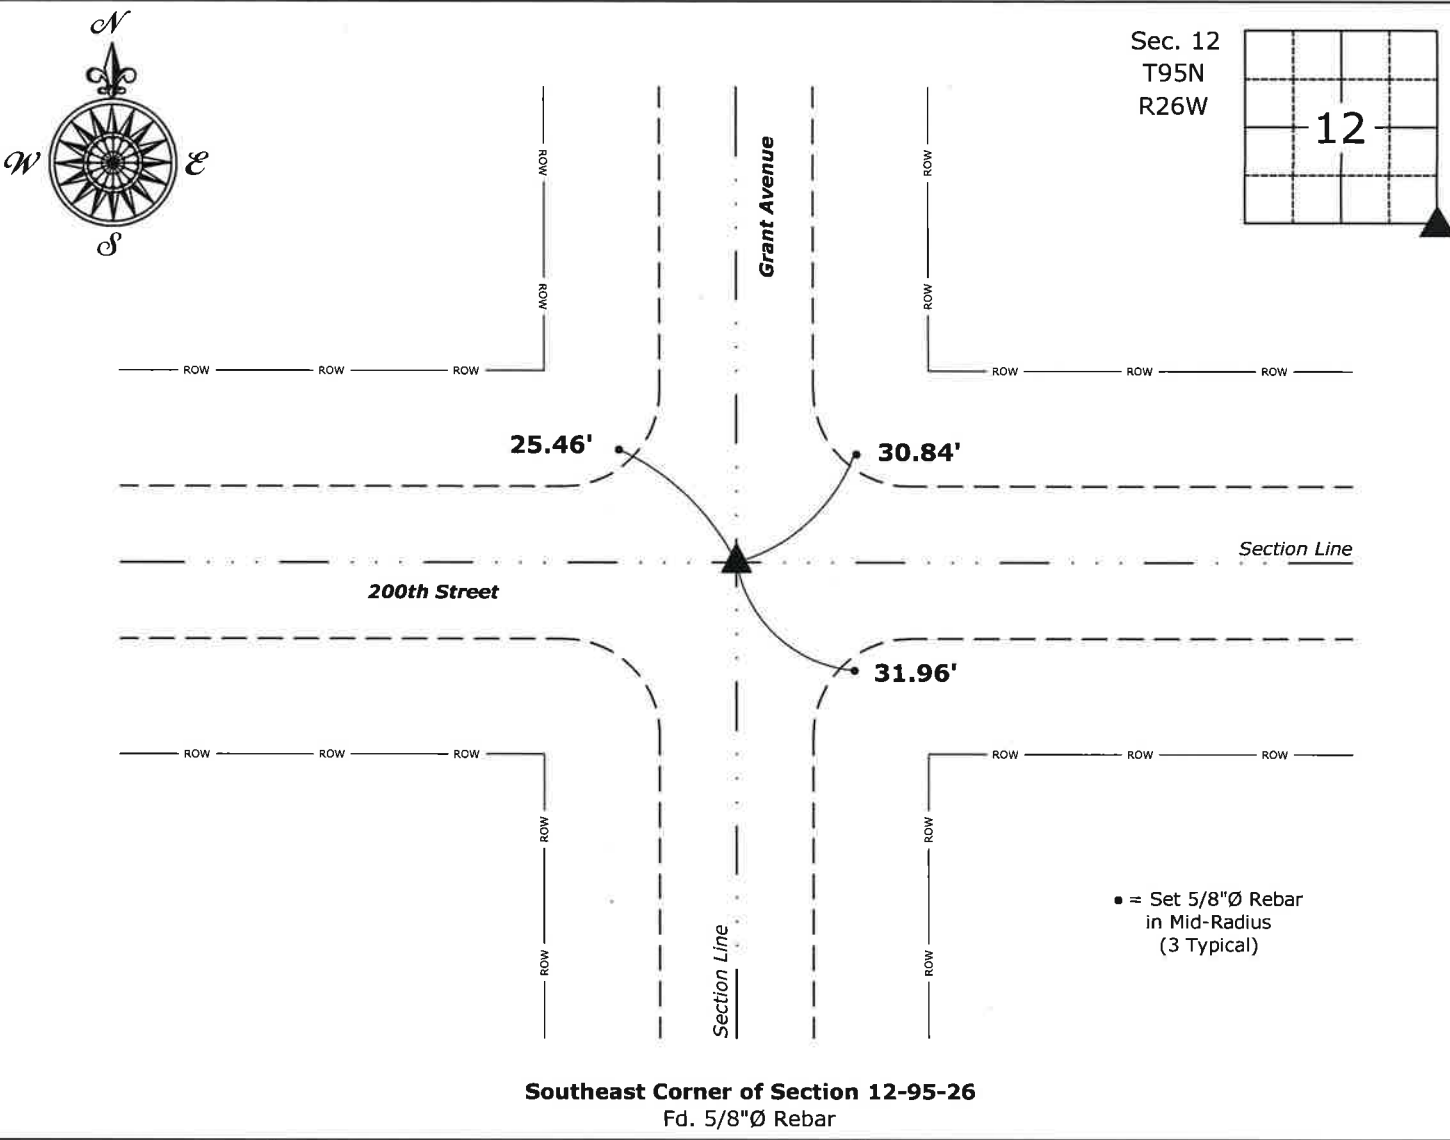 N
W
E
S
Sec. 12
T95N
R26W
12
Grant Avenue
ROW
ROW
ROW
ROW
ROW
ROW
ROW
ROW
ROW
ROW
25.46'
30.84'
Section Line
200th Street
31.96'
ROW
ROW
ROW
ROW
ROW
ROW
ROW
ROW
ROW
ROW
Section Line
• = Set 5/8"Ø Rebar
in Mid-Radius
(3 Typical)
Southeast Corner of Section 12-95-26
Fd. 5/8"Ø Rebar